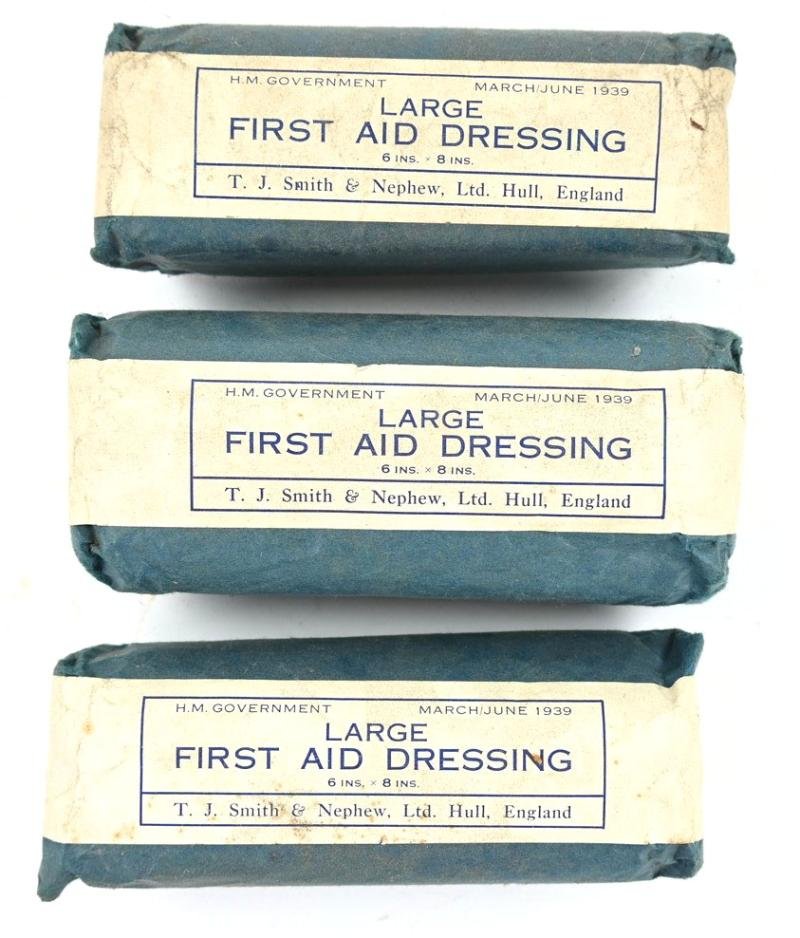 H.M. GOVERNMENT MARCH/JUNE 1939
LARGE
FIRST AID DRESSING
6 INS. × 8 INS.
T. J. Smith & Nephew, Ltd. Hull, England
H.M. GOVERNMENT MARCH/JUNE 1939
LARGE
FIRST AID DRESSING
6 INS. × 8 INS.
T. J. Smith & Nephew, Ltd. Hull, England
H.M. GOVERNMENT MARCH/JUNE 1939
LARGE
FIRST AID DRESSING
6 INS. × 8 INS.
T. J. Smith & Nephew, Ltd. Hull, England